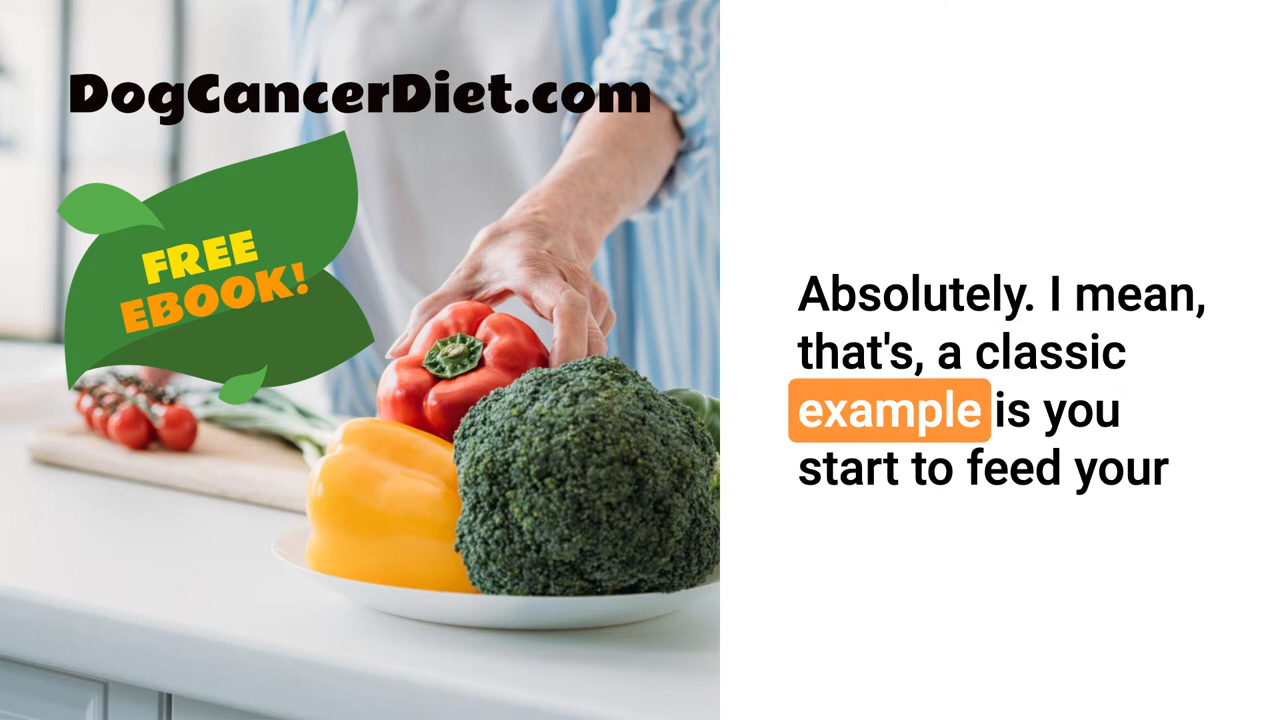 DogCancerDiet.com
FREE
EBOOK!
Absolutely. I mean,
that's, a classic
example is you
start to feed your